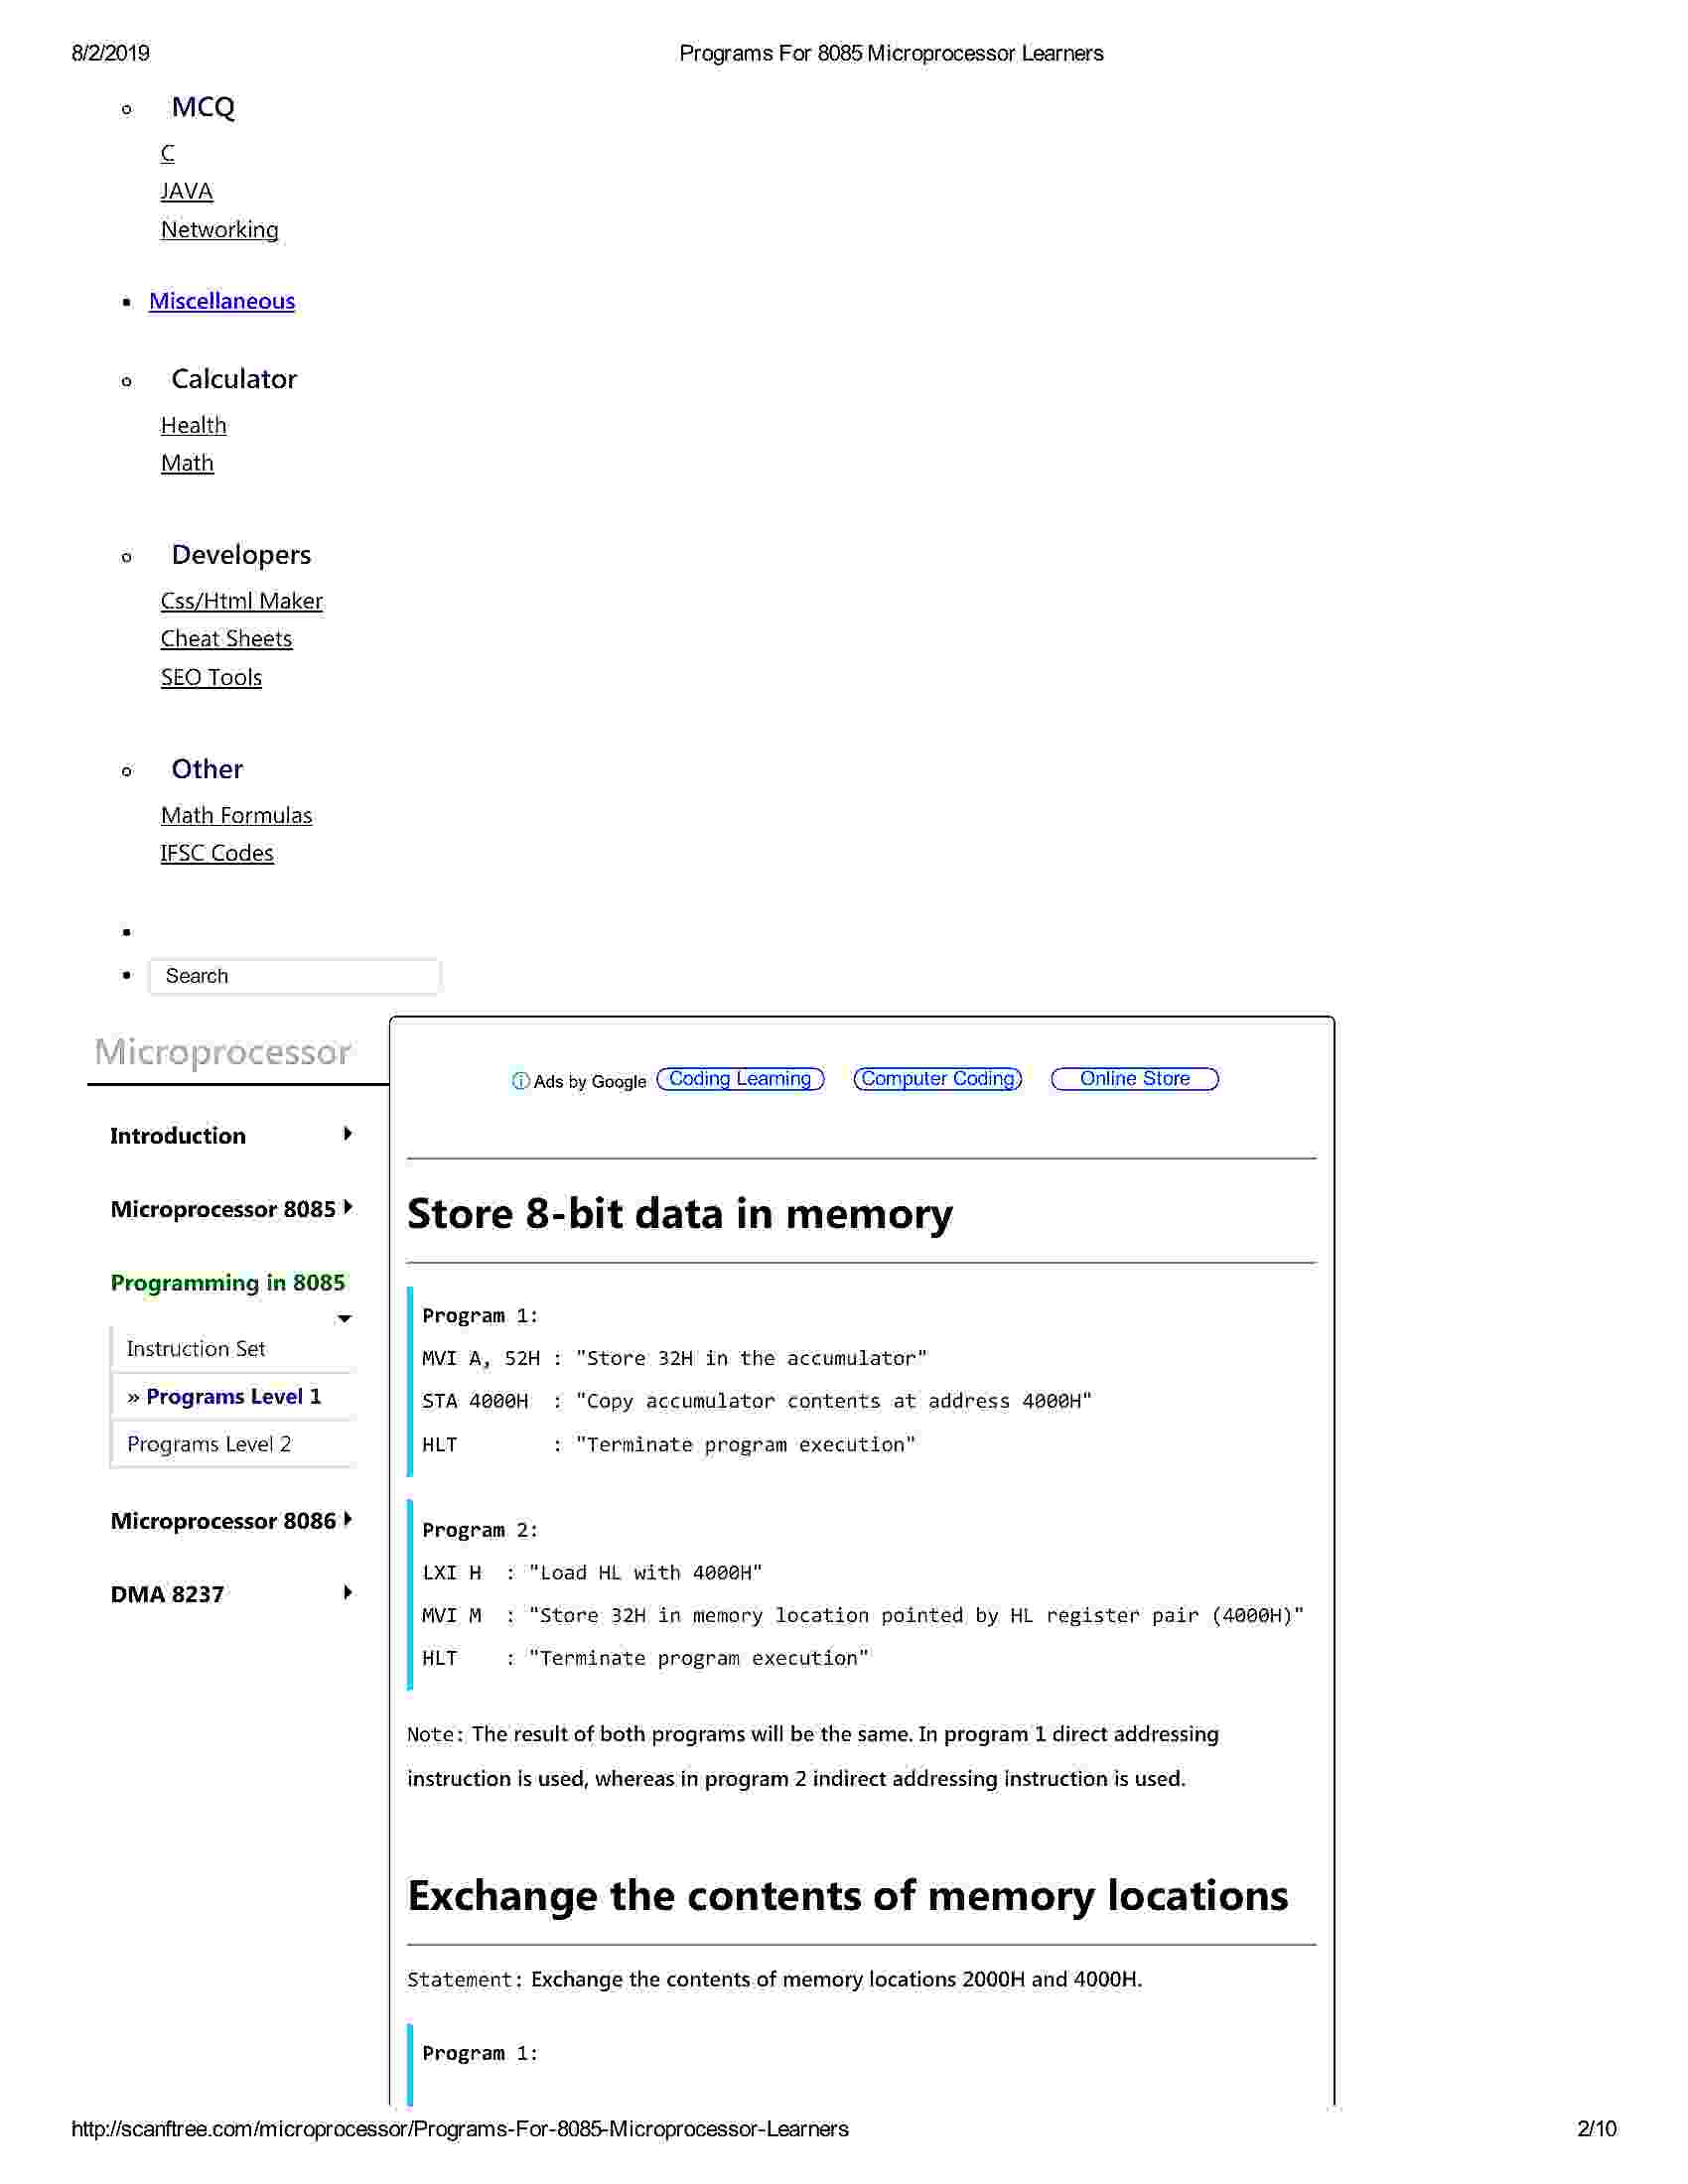 8/2/2019 Programs For 8085 Microprocessor Learners
MCQ
C
JAVA
Networking
Miscellaneous
Calculator
Health
Math
Developers
Css/Html Maker
Cheat Sheets
SEO Tools
Other
Math Formulas
IFSC Codes
Search
Microprocessor
Introduction
Microprocessor 8085
Programming in 8085
Instruction Set
» Programs Level 1
Programs Level 2
Microprocessor 8086
DMA 8237
Ads by Google Coding Learning Computer Coding Online Store
Store 8-bit data in memory
Program 1:
MVI A, 52H : "Store 32H in the accumulator"
STA 4000H : "Copy accumulator contents at address 4000H"
HLT : "Terminate program execution"
Program 2:
LXI H : "Load HL with 4000H"
MVI M : "Store 32H in memory location pointed by HL register pair (4000H)"
HLT : "Terminate program execution"
Note: The result of both programs will be the same. In program 1 direct addressing
instruction is used, whereas in program 2 indirect addressing instruction is used.
Exchange the contents of memory locations
Statement: Exchange the contents of memory locations 2000H and 4000H.
Program 1:
http://scanftree.com/microprocessor/Programs-For-8085-Microprocessor-Learners 2/10